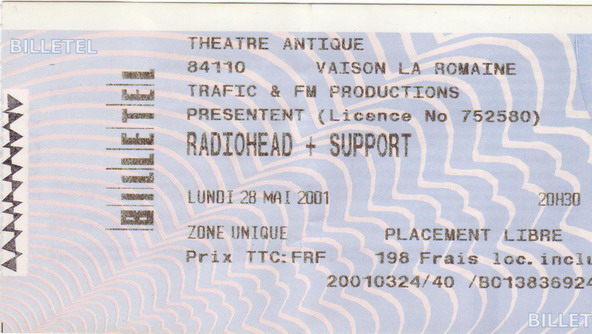 BILLETEL
THEATRE ANTIQUE
84110 VAISON LA ROMAINE
TRAFIC & FM PRODUCTIONS
PRESENTENT (Licence No 752580)
RADIOHEAD + SUPPORT
LUNDI 28 MAI 2001 20H30
ZONE UNIQUE PLACEMENT LIBRE
Prix TTC:FRF 198 Frais loc.inclu
20010324/40 /B013836924
BILLETEL
BILLET